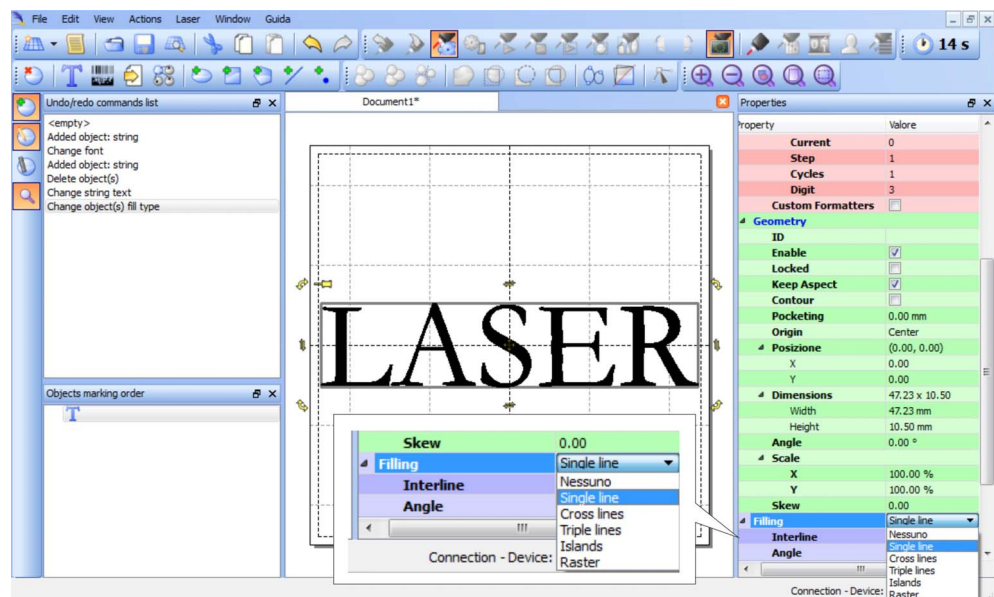 File Edit View Actions Laser Window Guida
14 s
Undo/redo commands list
<empty>
Added object: string
Change font
Added object: string
Delete object(s)
Change string text
Change object(s) fill type
Objects marking order
T
Document1*
LASER
Skew 0.00
Filling Single line
Interline Nessuno
Single line
Angle Cross lines
Triple lines
Islands
Connection - Device: Raster
Properties
Property Valore
Current 0
Step 1
Cycles 1
Digit 3
Custom Formatters
Geometry
ID
Enable
Locked
Keep Aspect
Contour
Pocketing 0.00 mm
Origin Center
Posizione (0.00, 0.00)
X 0.00
Y 0.00
Dimensions 47.23 x 10.50
Width 47.23 mm
Height 10.50 mm
Angle 0.00 °
Scale
X 100.00 %
Y 100.00 %
Skew 0.00
Filling Single line
Interline Nessuno
Single line
Angle Cross lines
Triple lines
Islands
Connection - Device: Raster